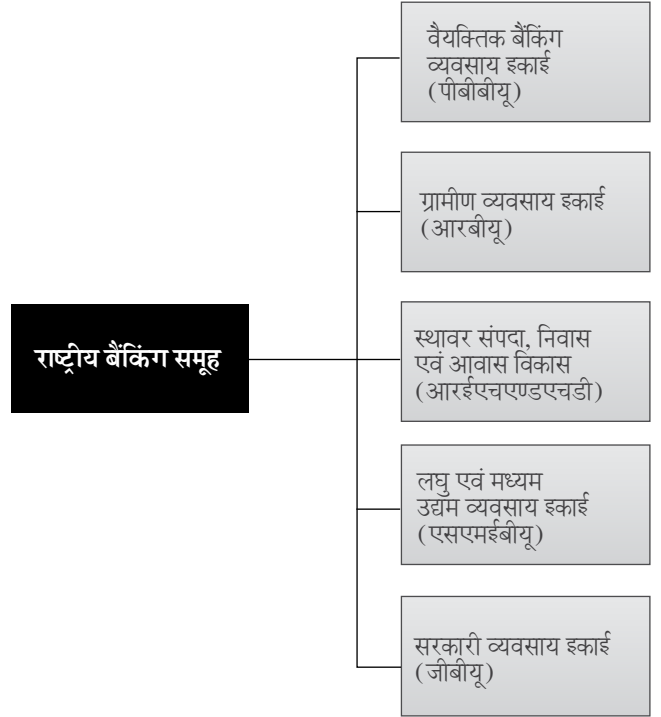 वैयक्तिक बैंकिंग
व्यवसाय इकाई
(पीबीबीयू)
ग्रामीण व्यवसाय इकाई
(आरबीयू)
राष्ट्रीय बैंकिंग समूह
स्थावर संपदा, निवास
एवं आवास विकास
(आरईएचएण्डएचडी)
लघु एवं मध्यम
उद्यम व्यवसाय इकाई
(एसएमईबीयू)
सरकारी व्यवसाय इकाई
(जीबीयू)